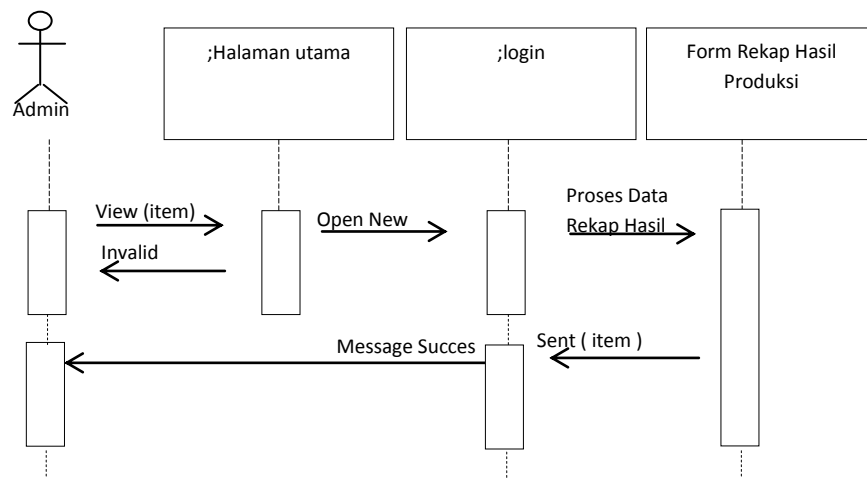 Admin
;Halaman utama
;login
Form Rekap Hasil
Produksi
View (item)
Invalid
Open New
Proses Data
Rekap Hasil
Message Succes
Sent ( item )